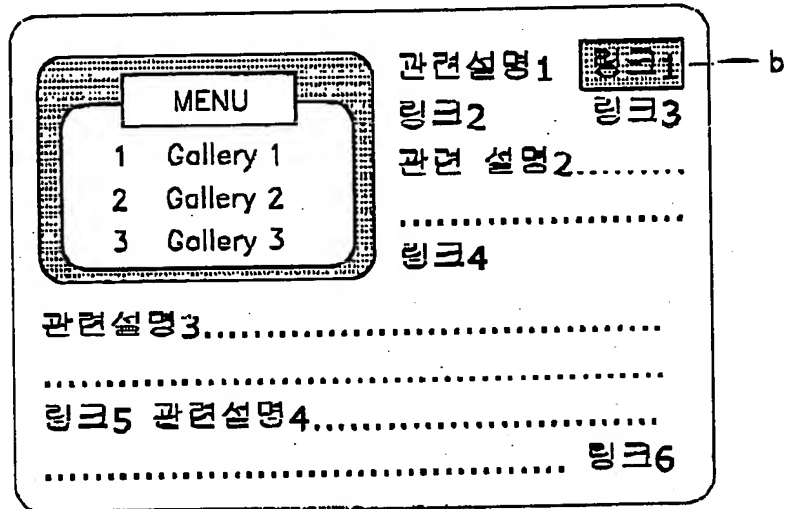 MENU
1 Gallery 1
2 Gallery 2
3 Gallery 3
관련설명1 링크1
b
링크2 링크3
관련 설명2.........
링크4
관련설명3
링크5 관련설명4
링크6